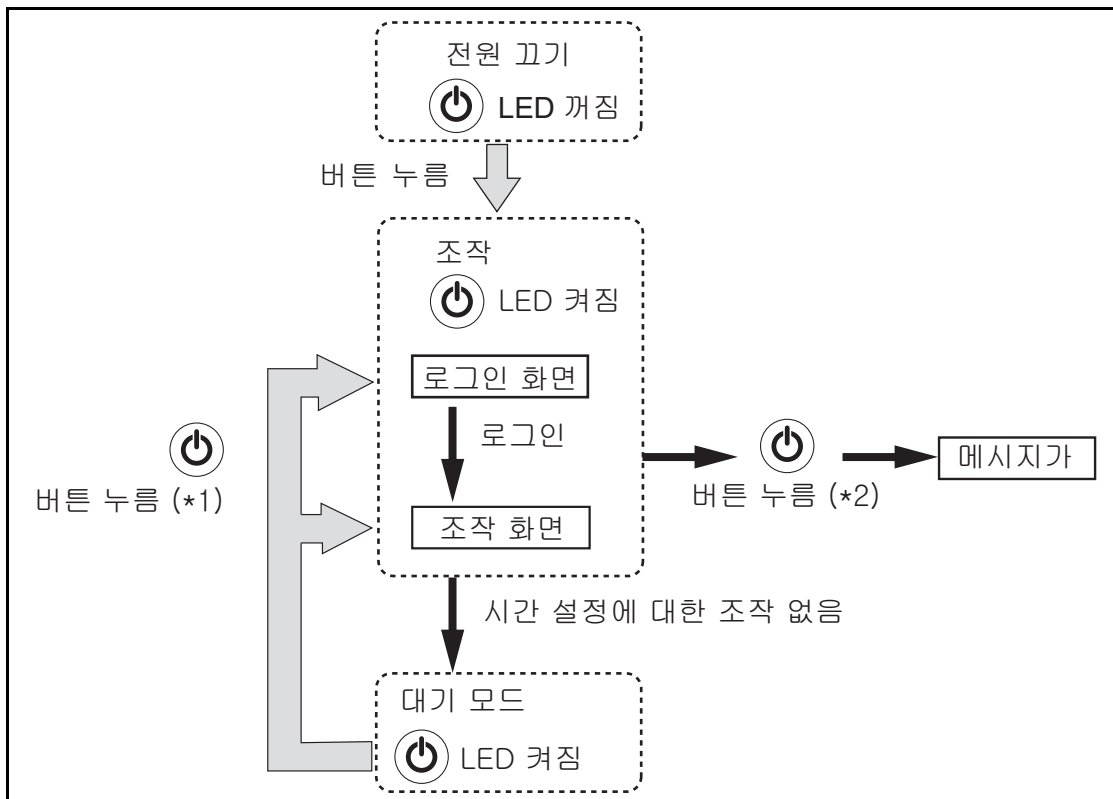 전원 끄기
LED 꺼짐
버튼 누름
조작
LED 켜짐
로그인 화면
로그인
버튼 누름 (*1)
버튼 누름 (*2)
메시지가
조작 화면
시간 설정에 대한 조작 없음
대기 모드
LED 켜짐